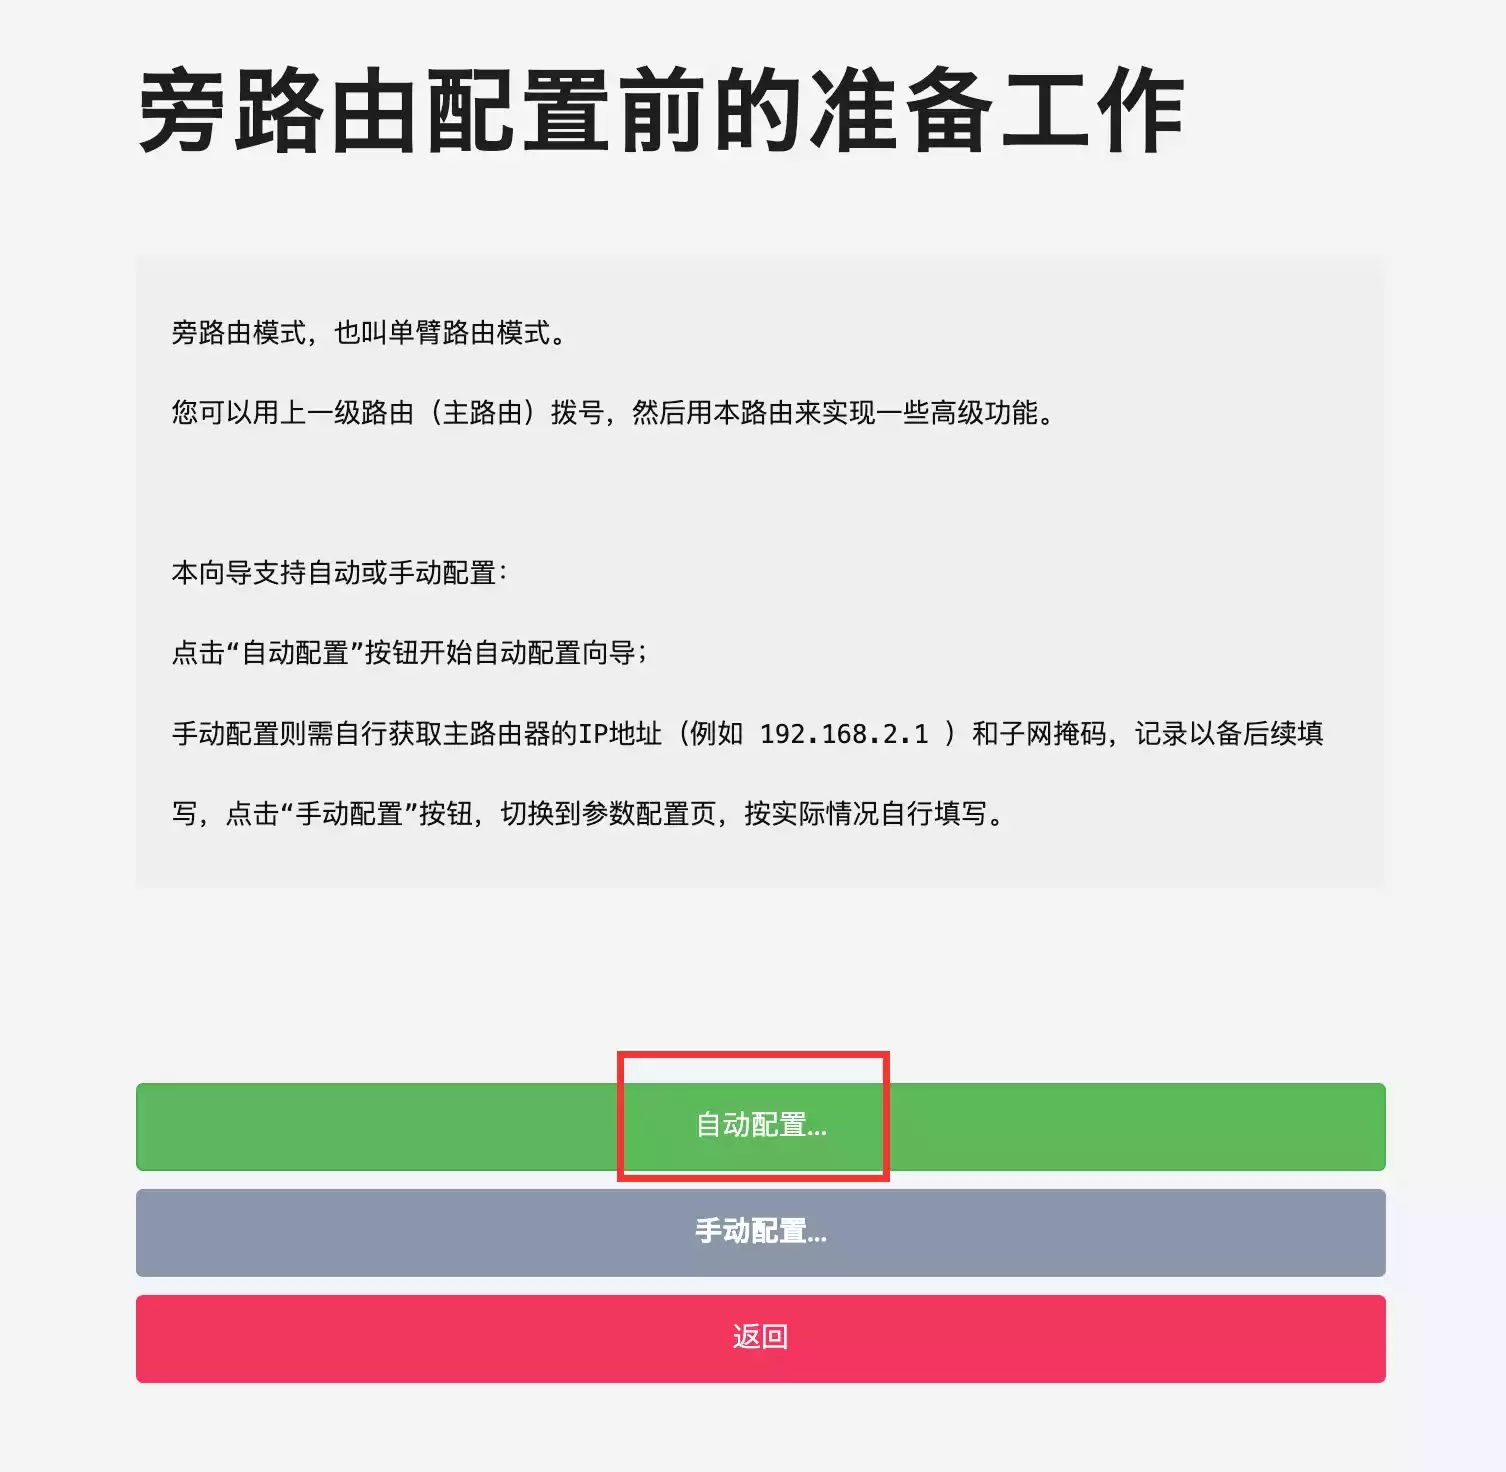 旁路由配置前的准备工作
旁路由模式，也叫单臂路由模式。
您可以用上一级路由（主路由）拨号，然后用本路由来实现一些高级功能。
本向导支持自动或手动配置：
点击“自动配置”按钮开始自动配置向导；
手动配置则需自行获取主路由器的IP地址（例如 192.168.2.1 ）和子网掩码，记录以备后续填
写，点击“手动配置”按钮，切换到参数配置页，按实际情况自行填写。
自动配置...
手动配置...
返回